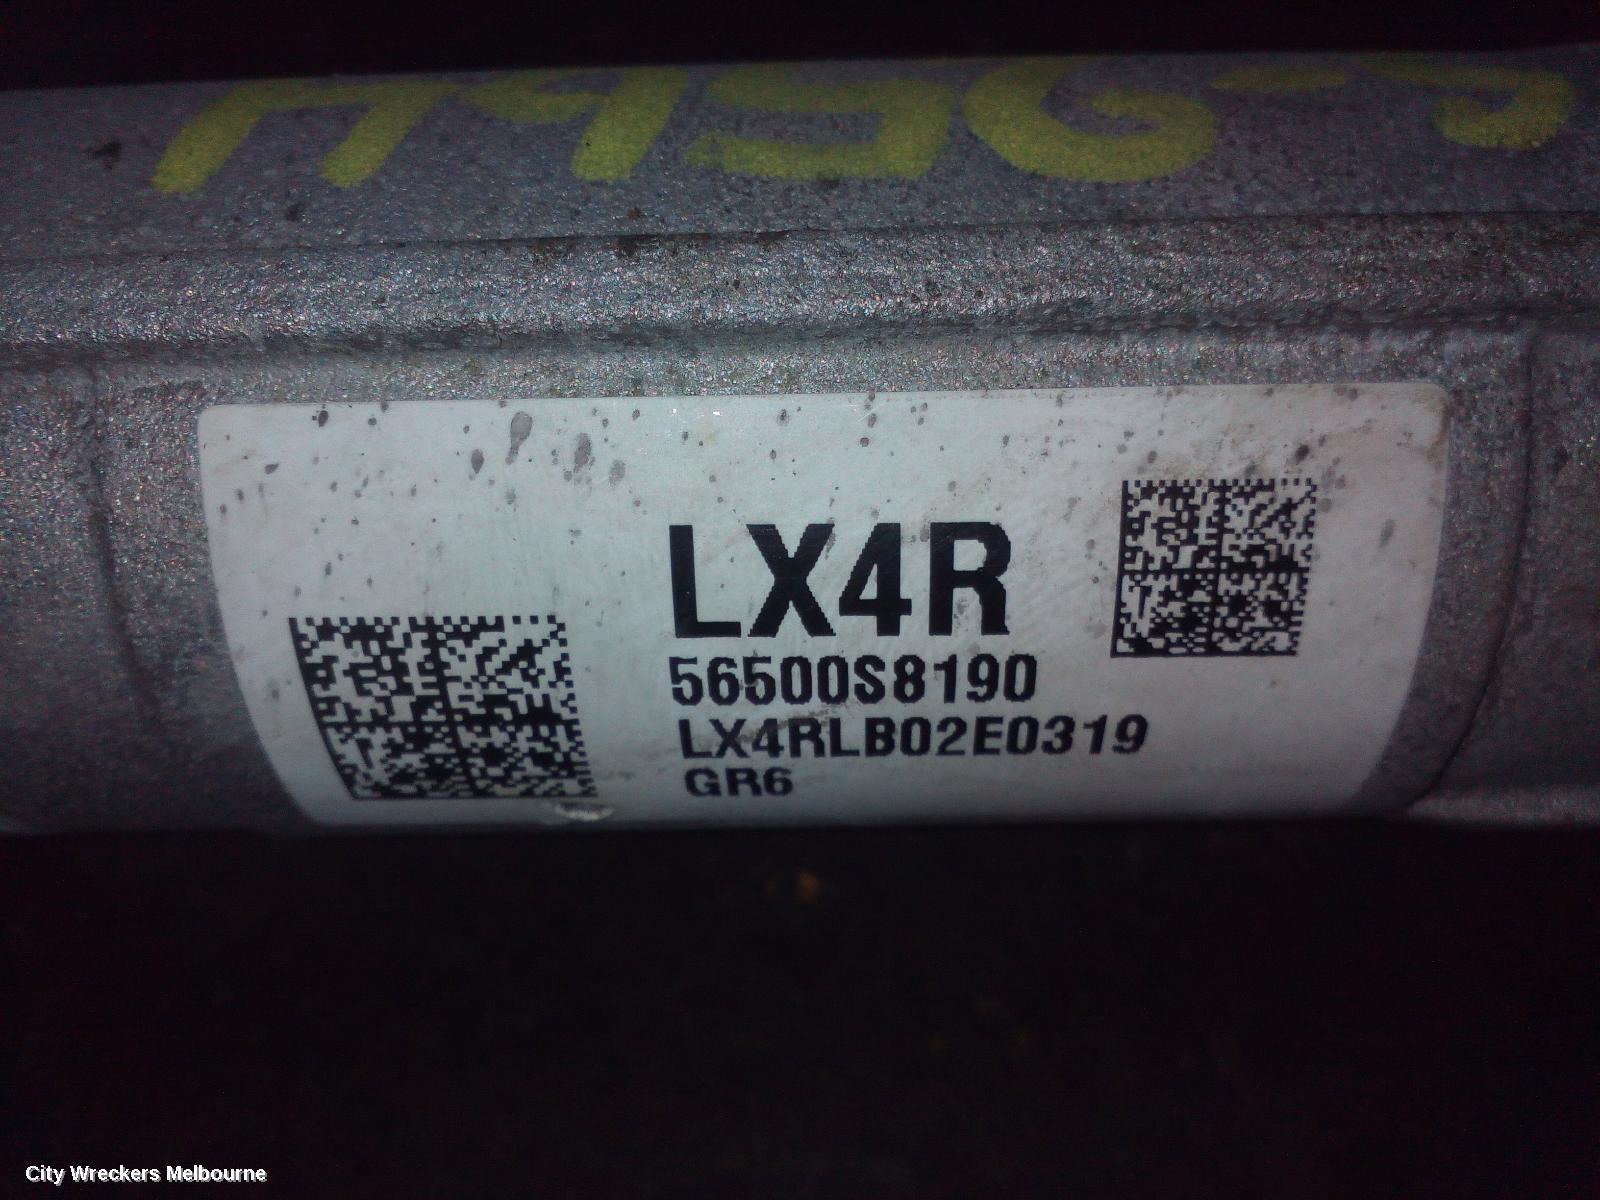 LX4R
56500S8190
LX4RLB02E0319
GR6
City Wreckers Melbourne